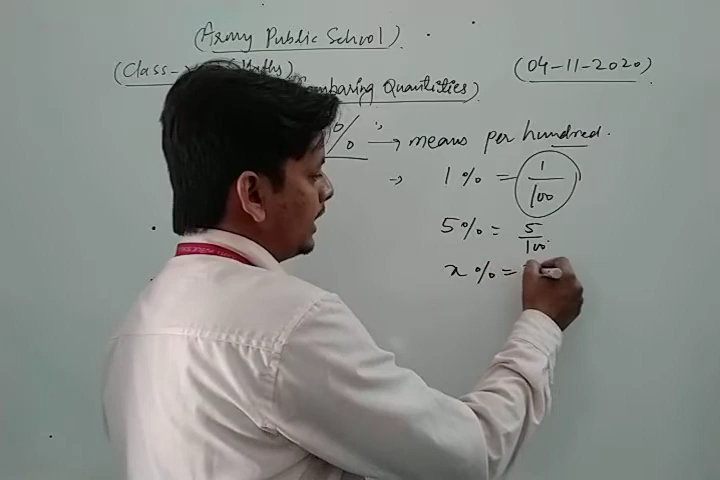 (Army Public School)
(Class- Maths) (04-11-2020)
Comparing Quantities)
% → means per hundred.
→ 1% = 1/100
5% = 5/100
x% =